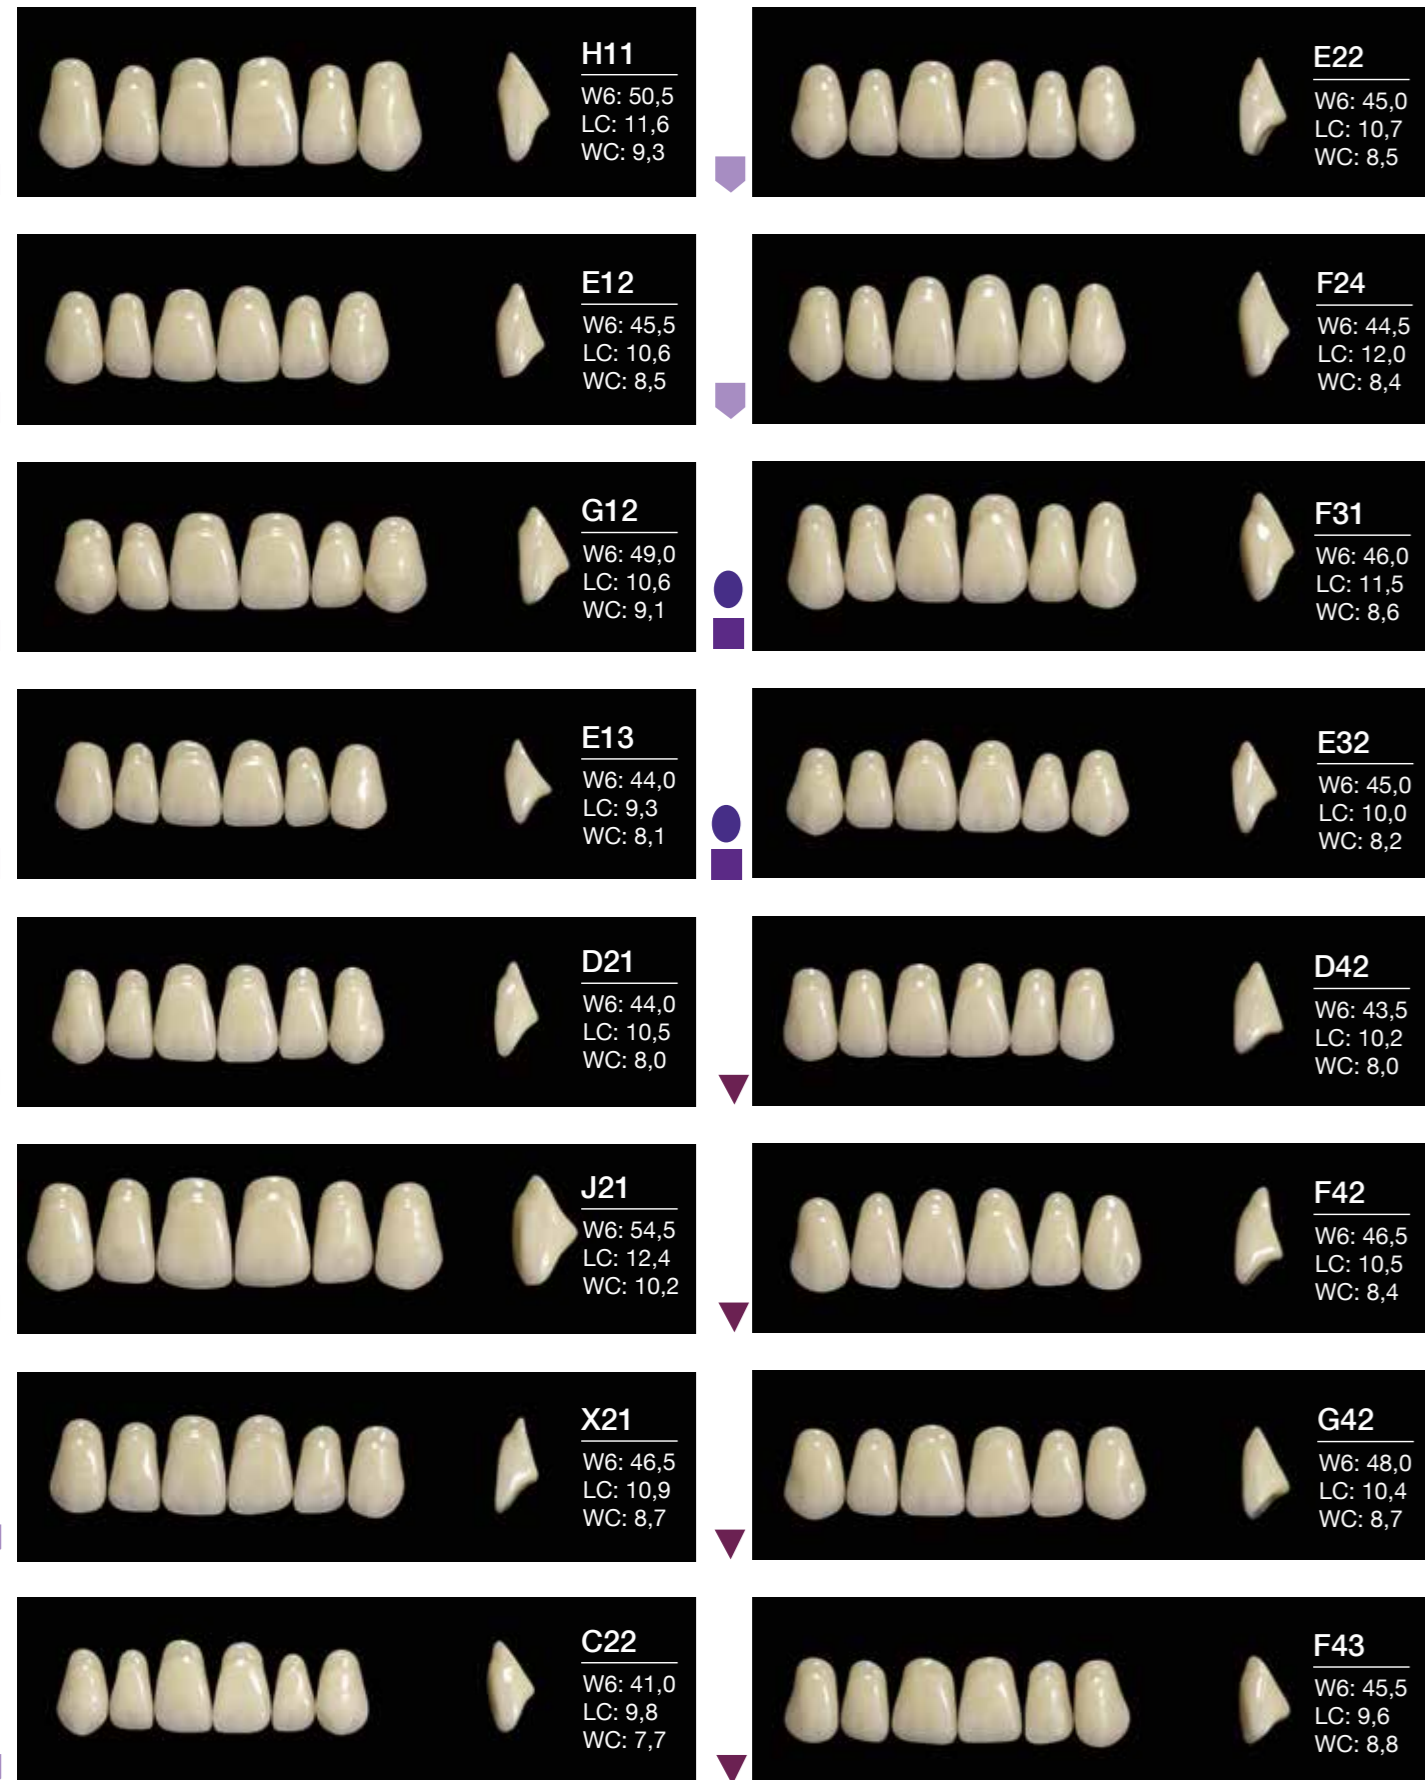 H11
W6: 50,5
LC: 11,6
WC: 9,3
E22
W6: 45,0
LC: 10,7
WC: 8,5
E12
W6: 45,5
LC: 10,6
WC: 8,5
F24
W6: 44,5
LC: 12,0
WC: 8,4
G12
W6: 49,0
LC: 10,6
WC: 9,1
F31
W6: 46,0
LC: 11,5
WC: 8,6
E13
W6: 44,0
LC: 9,3
WC: 8,1
E32
W6: 45,0
LC: 10,0
WC: 8,2
D21
W6: 44,0
LC: 10,5
WC: 8,0
D42
W6: 43,5
LC: 10,2
WC: 8,0
J21
W6: 54,5
LC: 12,4
WC: 10,2
F42
W6: 46,5
LC: 10,5
WC: 8,4
X21
W6: 46,5
LC: 10,9
WC: 8,7
G42
W6: 48,0
LC: 10,4
WC: 8,7
C22
W6: 41,0
LC: 9,8
WC: 7,7
F43
W6: 45,5
LC: 9,6
WC: 8,8